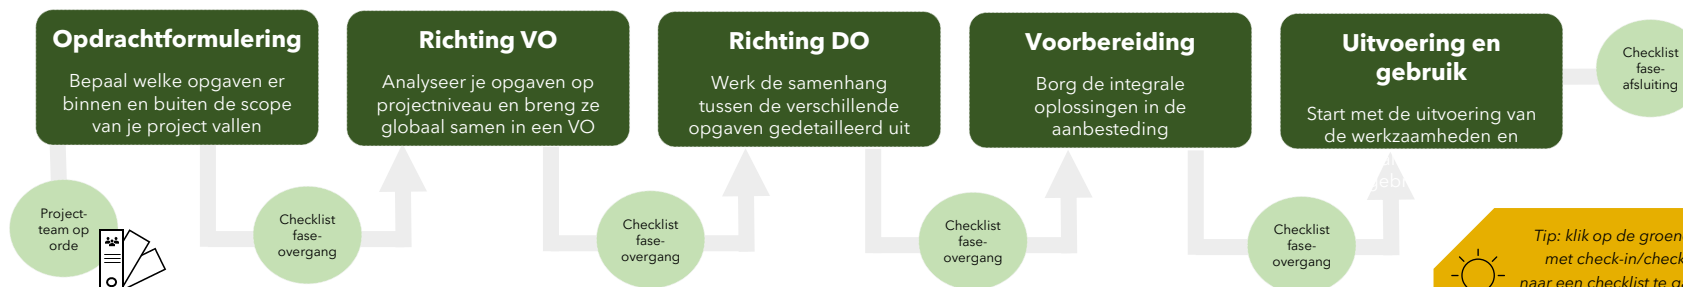 Opdrachtformulering
Bepaal welke opgaven er
binnen en buiten de scope
van je project vallen
Richting VO
Analyseer je opgaven op
projectniveau en breng ze
globaal samen in een VO
Richting DO
Werk de samenhang
tussen de verschillende
opgaven gedetailleerd uit
Voorbereiding
Borg de integrale
oplossingen in de
aanbesteding
Uitvoering en
gebruik
Start met de uitvoering van
de werkzaamheden en
Checklist
fase-
afsluiting
Project-
team op
orde
Checklist
fase-
overgang
Checklist
fase-
overgang
Checklist
fase-
overgang
Checklist
fase-
overgang
Tip: klik op de groen
met check-in/check
naar een checklist te g